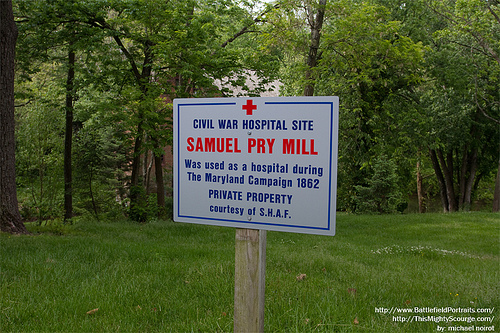 CIVIL WAR HOSPITAL SITE
SAMUEL PRY MILL
Was used as a hospital during
The Maryland Campaign 1862
PRIVATE PROPERTY
courtesy of S.H.A.F.
http://www.BattlefieldPortraits.com/
http://ThisMightyScourge.com/
by: michael noirot